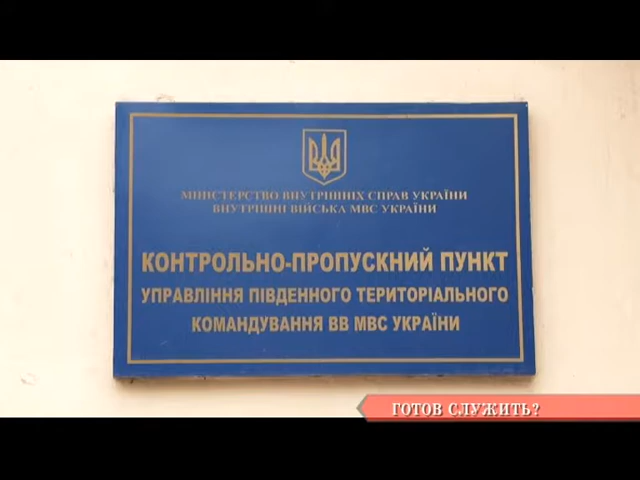 МІНІСТЕРСТВО ВНУТРІШНІХ СПРАВ УКРАЇНИ
ВНУТРІШНІ ВІЙСЬКА МВС УКРАЇНИ
КОНТРОЛЬНО-ПРОПУСКНИЙ ПУНКТ
УПРАВЛІННЯ ПІВДЕННОГО ТЕРИТОРІАЛЬНОГО
КОМАНДУВАННЯ ВВ МВС УКРАЇНИ
ГОТОВ СЛУЖИТЬ?